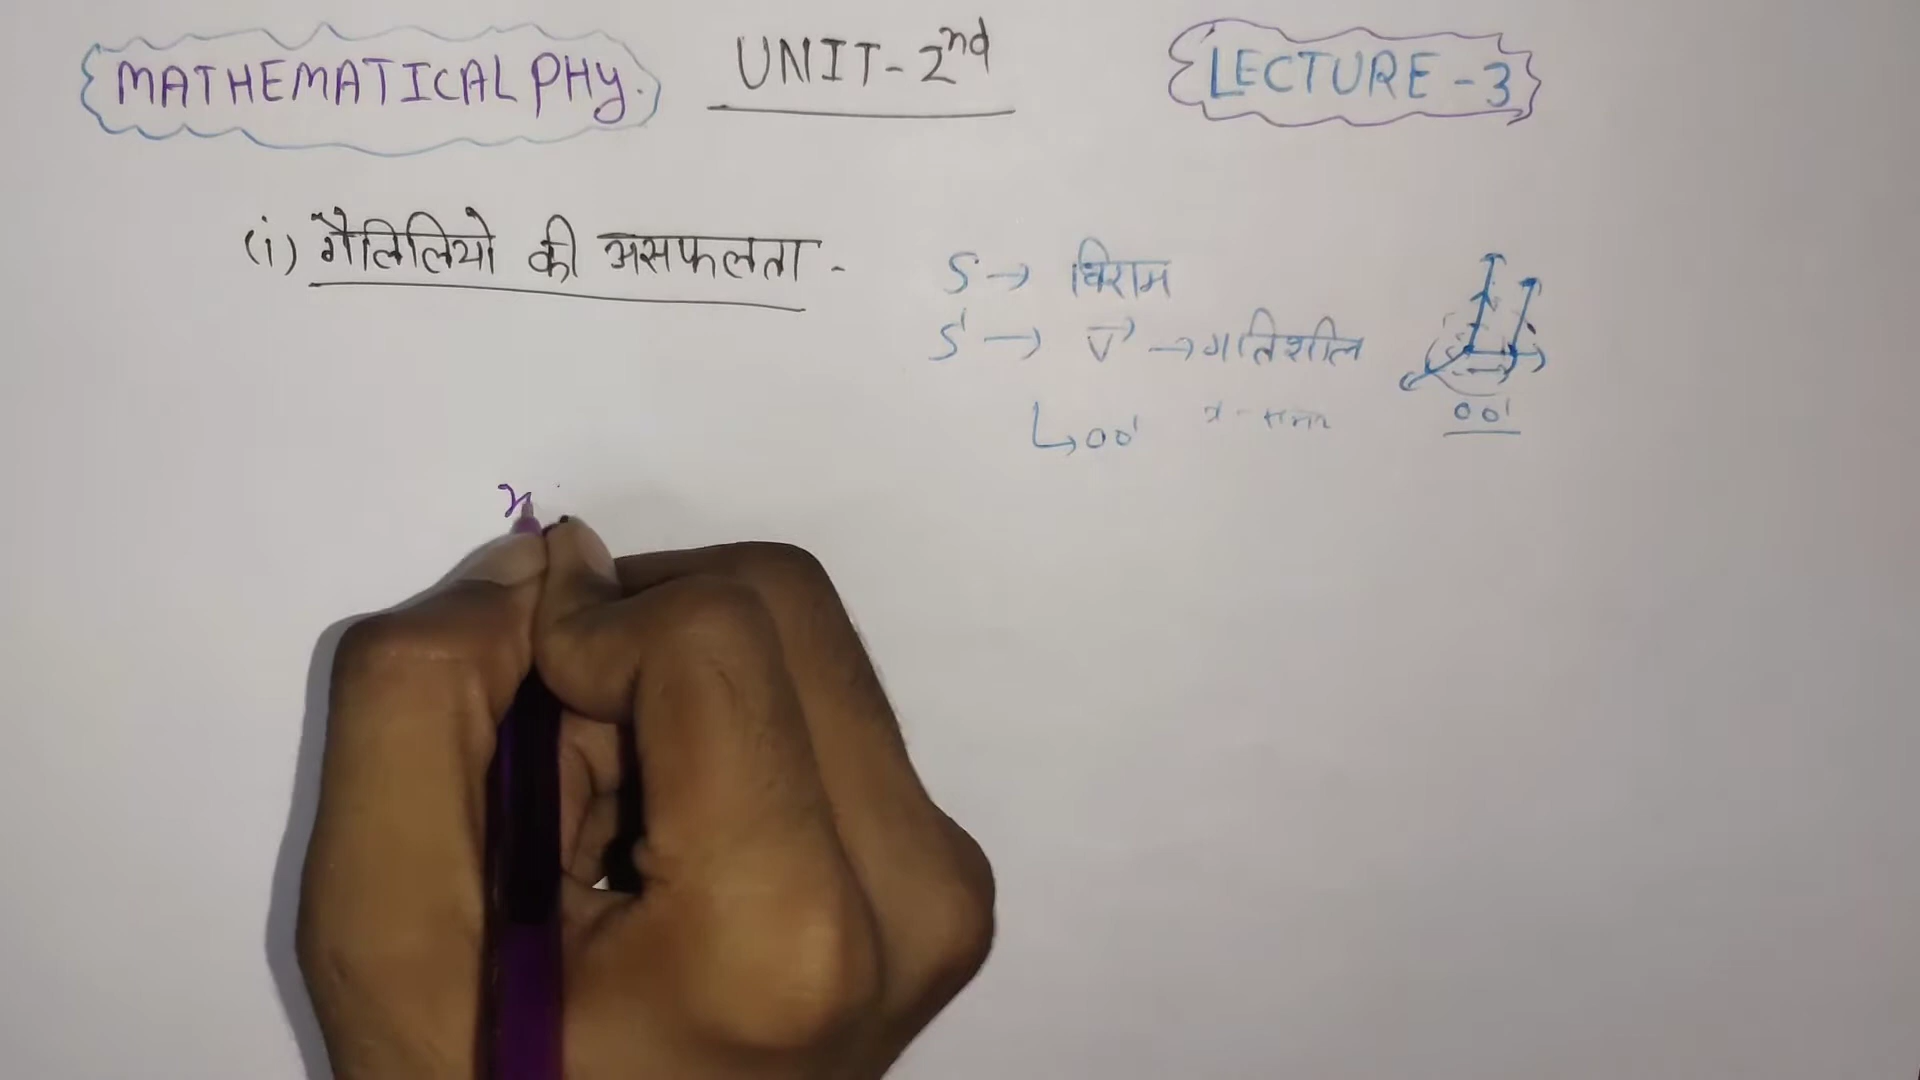 MATHEMATICAL PHY. UNIT-2nd LECTURE-3
(i) गैलिलियो की असफलता -
S → विराम
S' → V → गतिशील
↳ OO' x -
OO'
x